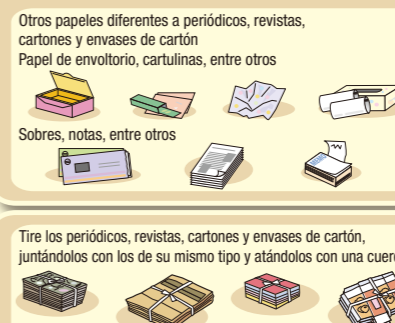 Otros papeles diferentes a periódicos, revistas,
cartones y envases de cartón
Papel de envoltorio, cartulinas, entre otros
Sobres, notas, entre otros
Tire los periódicos, revistas, cartones y envases de cartón,
juntándolos con los de su mismo tipo y atándolos con una